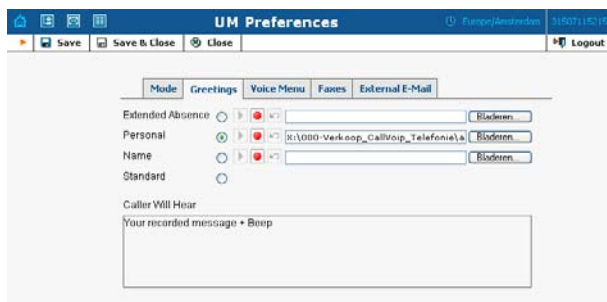 UM Preferences Europe/Amsterdam 31507115215
Save Save & Close Close Logout
Mode Greetings Voice Menu Faxes External E-Mail
Extended Absence Bladeren...
Personal X:\000-Verkoop_CallVoip_Telefonie\a Bladeren...
Name Bladeren...
Standard
Caller Will Hear
Your recorded message + Beep